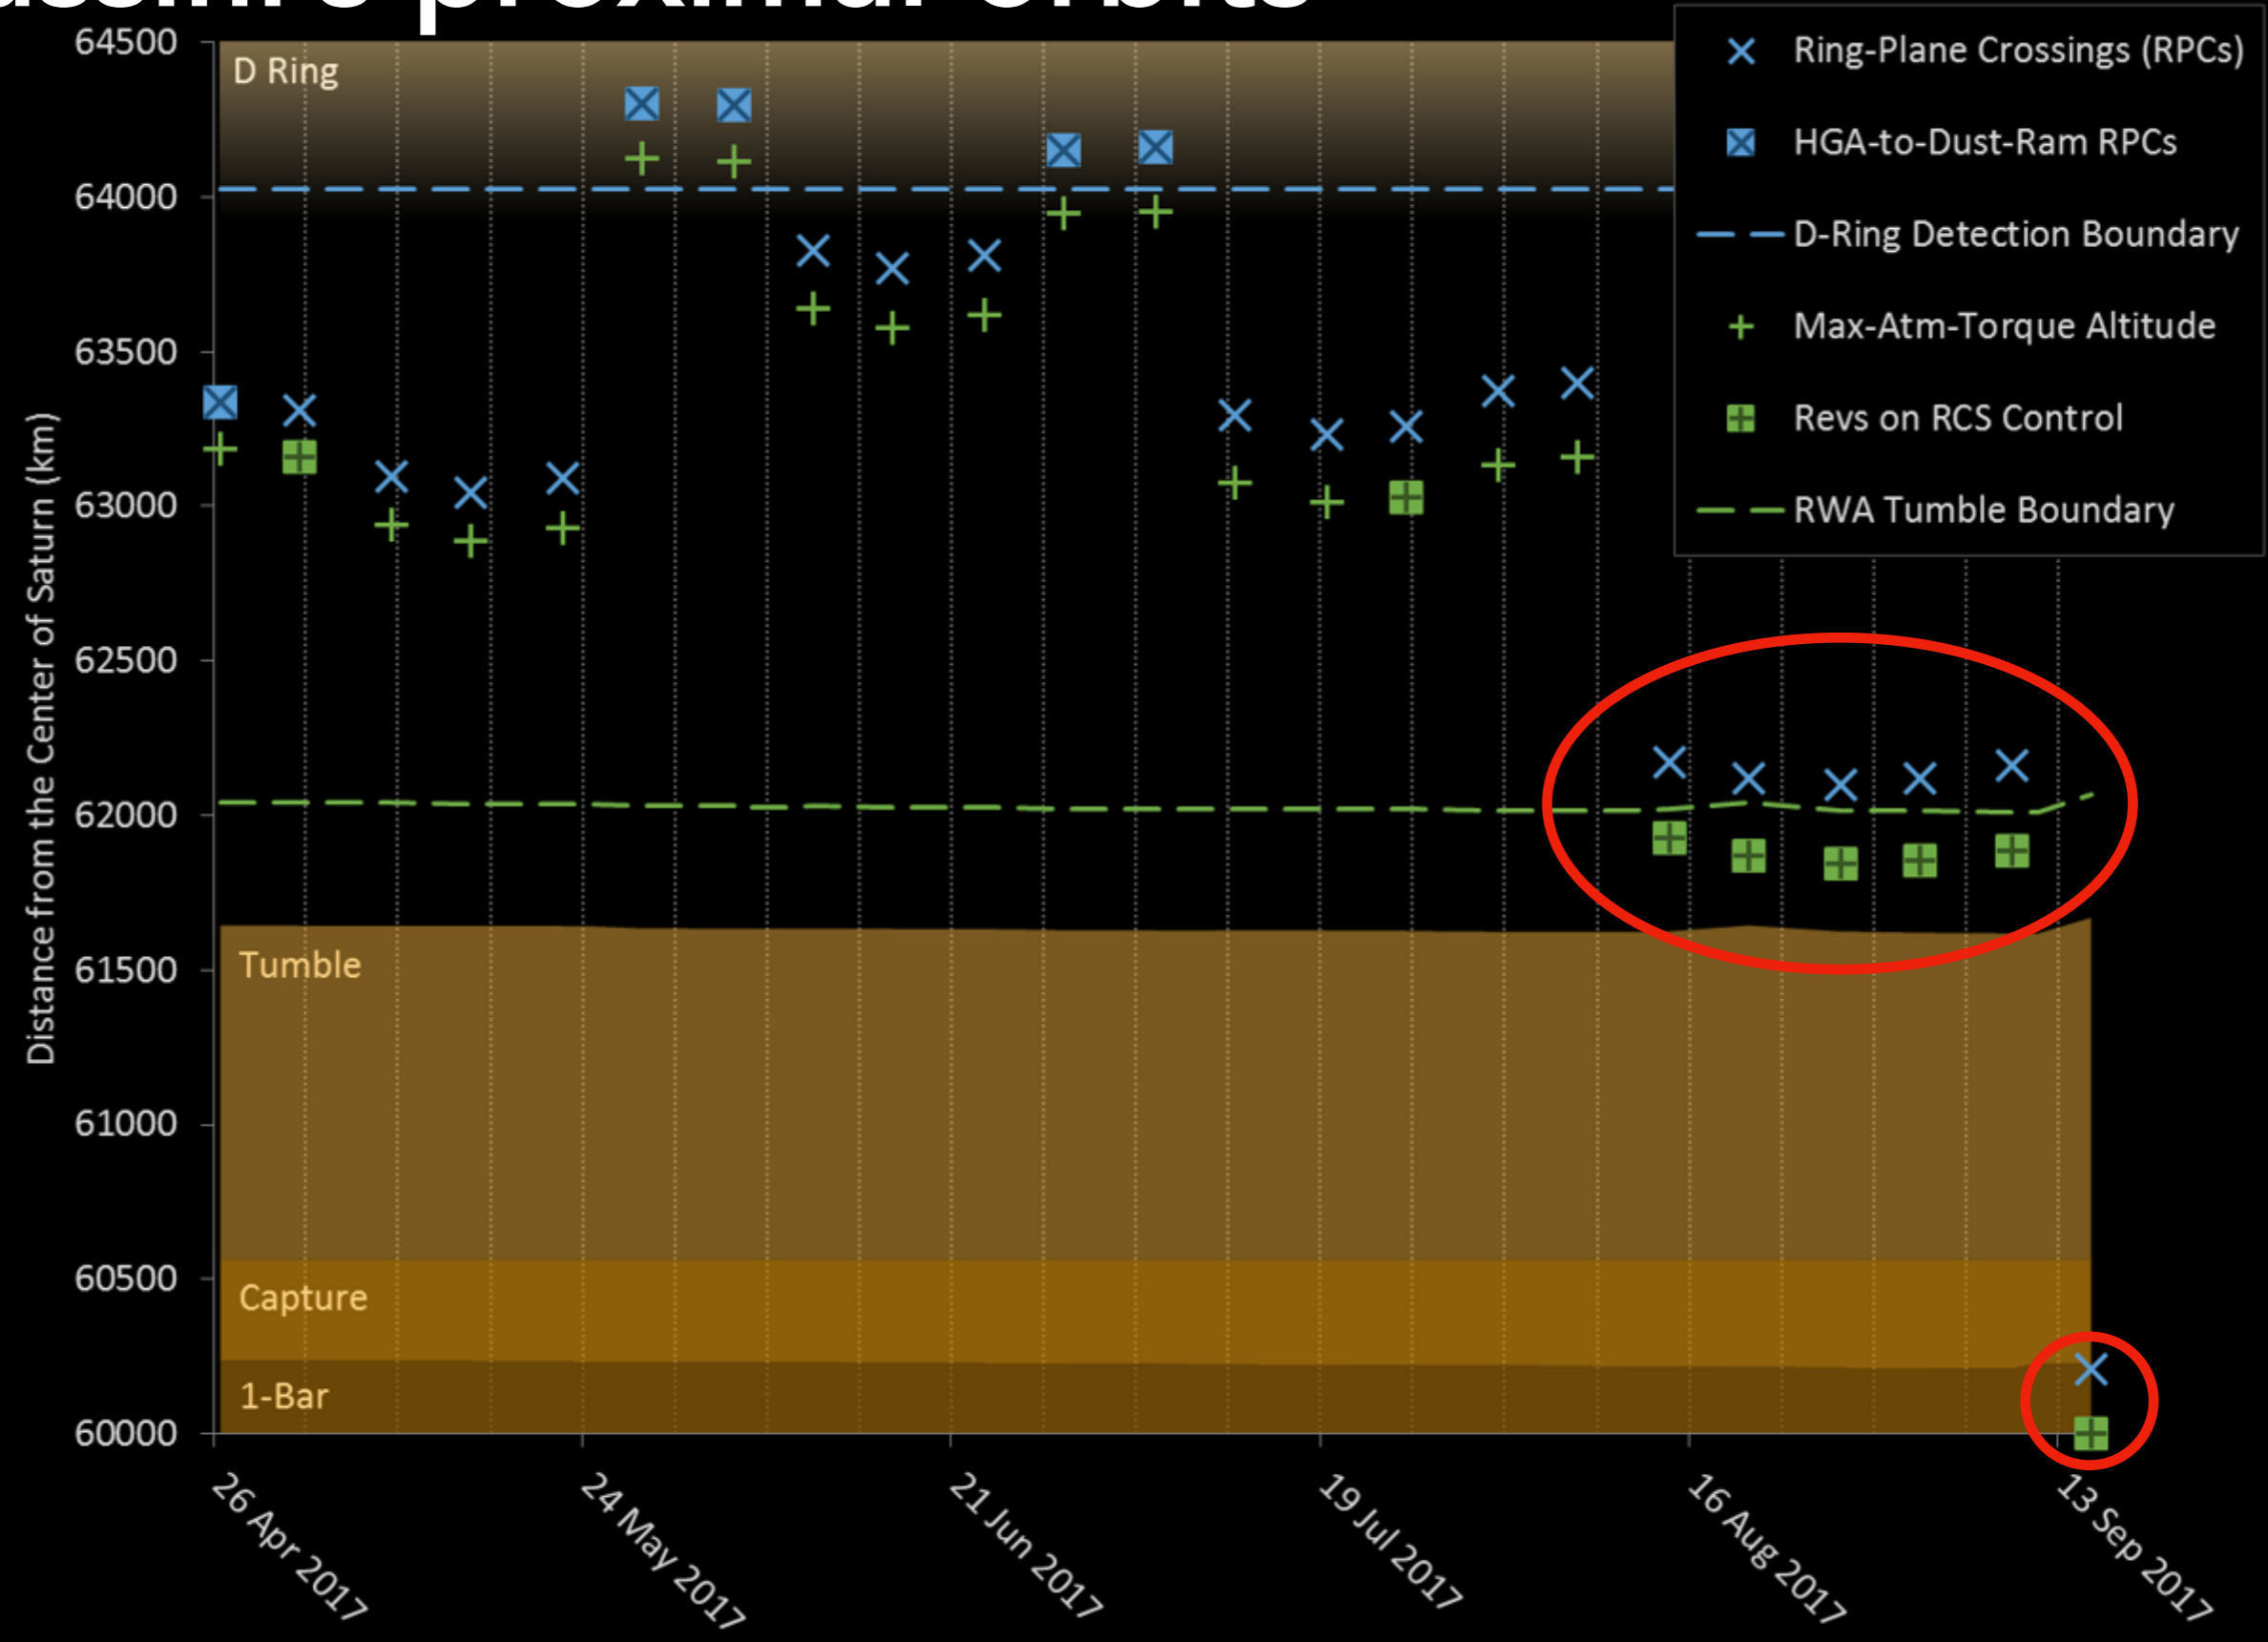 proximal orbits
64500
64000
63500
63000
62500
62000
61500
61000
60500
60000
Distance from the Center of Saturn (km)
D Ring
Tumble
Capture
1-Bar
Ring-Plane Crossings (RPCs)
HGA-to-Dust-Ram RPCs
D-Ring Detection Boundary
Max-Atm-Torque Altitude
Revs on RCS Control
RWA Tumble Boundary
26 Apr 2017
24 May 2017
21 Jun 2017
19 Jul 2017
16 Aug 2017
13 Sep 2017